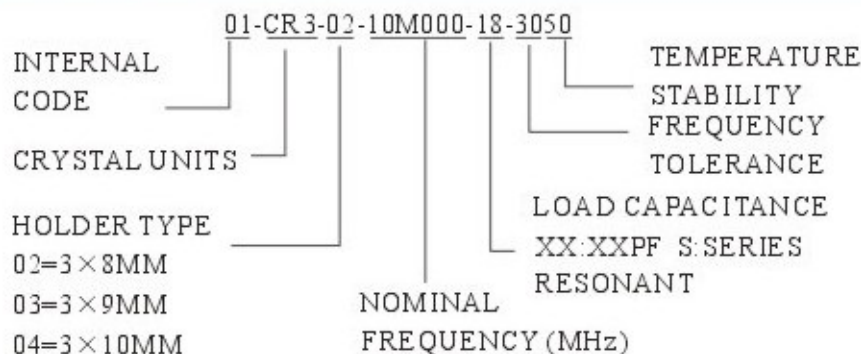 01-CR3-02-10M000-18-3050
INTERNAL
CODE
CRYSTAL UNITS
HOLDER TYPE
02=3×8MM
03=3×9MM
04=3×10MM
NOMINAL
FREQUENCY (MHz)
LOAD CAPACITANCE
XX:XXPF S:SERIES
RESONANT
TEMPERATURE
STABILITY
FREQUENCY
TOLERANCE